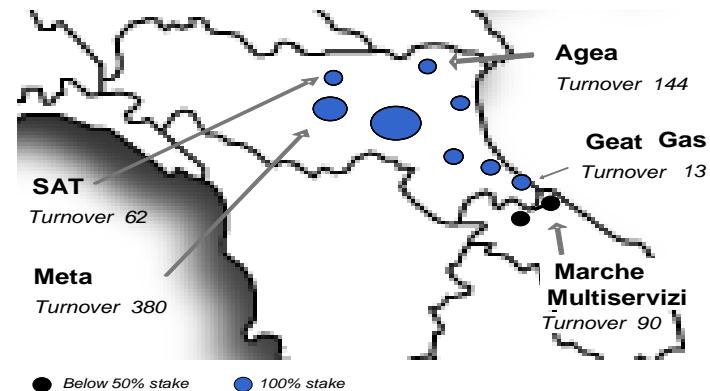 Agea
Turnover 144
Geat Gas
Turnover 13
SAT
Turnover 62
Meta
Turnover 380
Marche
Multiservizi
Turnover 90
Below 50% stake
100% stake